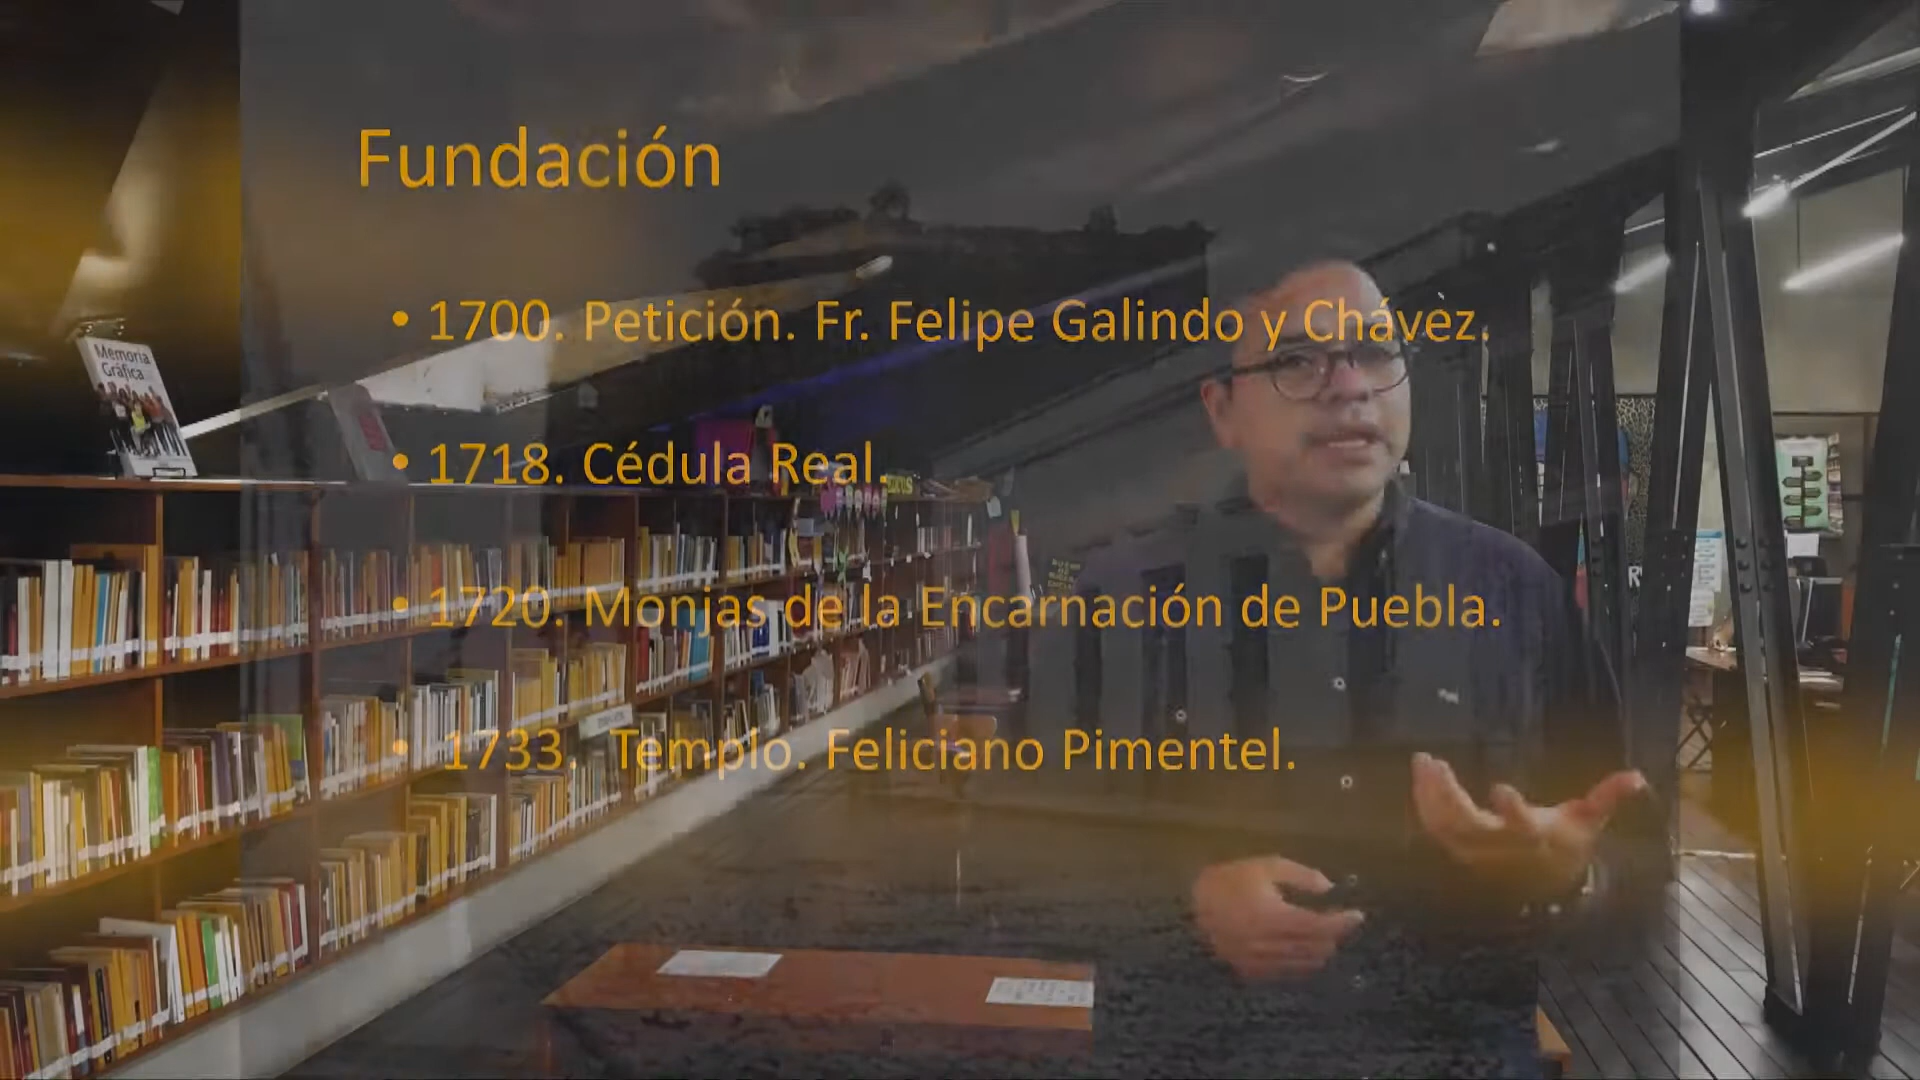 Fundación
• 1700. Petición. Fr. Felipe Galindo y Chávez.
Memoria
Gráfica
• 1718. Cédula Real.
• 1720. Monjas de la Encarnación de Puebla.
• 1733. Templo. Feliciano Pimentel.